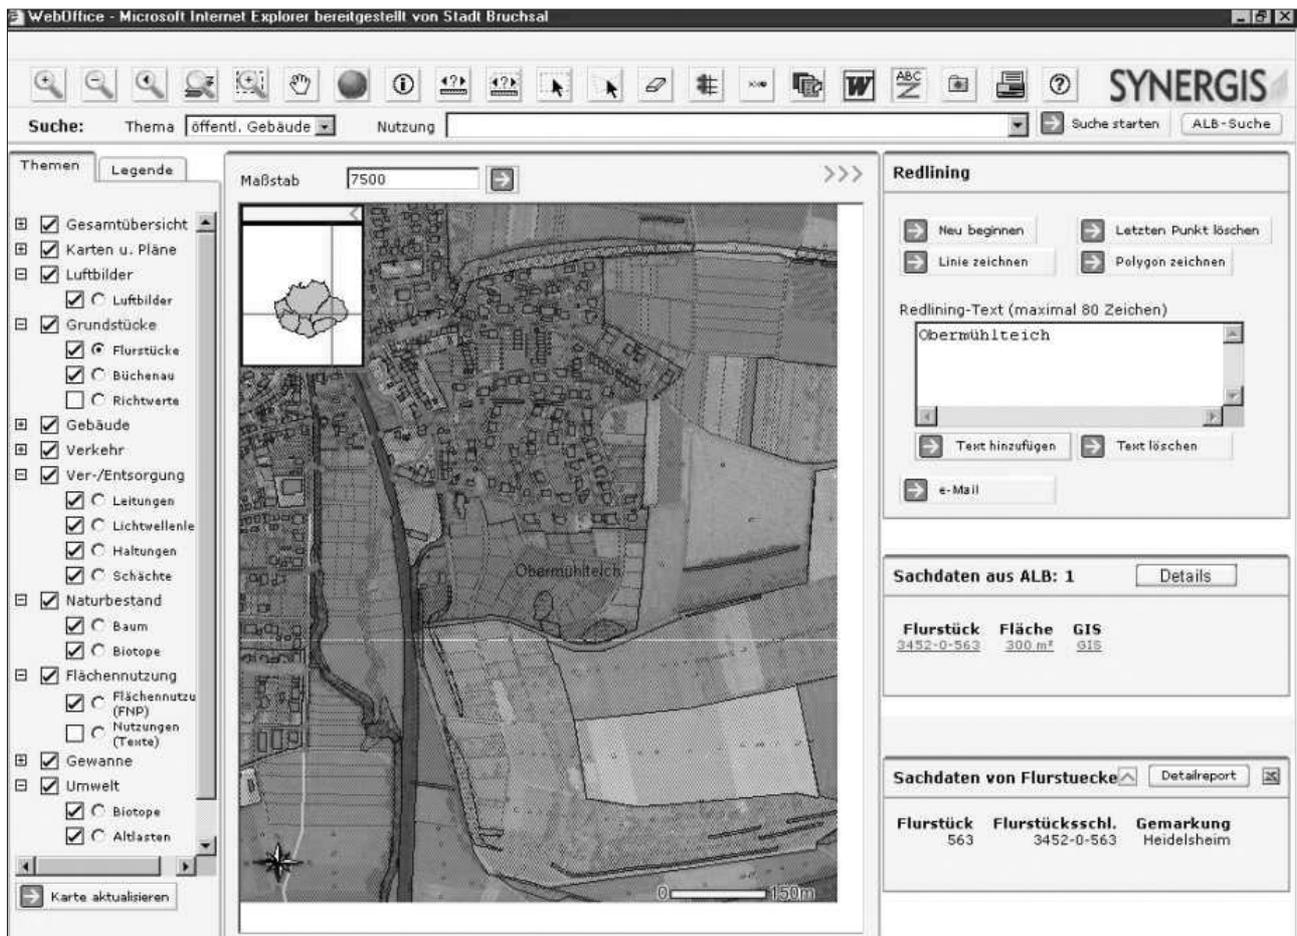 WebOffice - Microsoft Internet Explorer bereitgestellt von Stadt Bruchsal
ABC
SYNERGIS
Suche: Thema öffentl. Gebäude Nutzung Suche starten ALB-Suche
Themen Legende
Gesamtübersicht
Karten u. Pläne
Luftbilder
Luftbilder
Grundstücke
Flurstücke
Büchenau
Richtwerte
Gebäude
Verkehr
Ver-/Entsorgung
Leitungen
Lichtwellenle
Haltungen
Schächte
Naturbestand
Baum
Biotope
Flächennutzung
Flächennutzu
(FNP)
Nutzungen
(Texte)
Gewanne
Umwelt
Biotope
Altlasten
Karte aktualisieren
Maßstab 7500 >>>
Obermühlteich
0 150m
Redlining
Neu beginnen Letzten Punkt löschen
Linie zeichnen Polygon zeichnen
Redlining-Text (maximal 80 Zeichen)
Obermühlteich
Text hinzufügen Text löschen
e-Mail
Sachdaten aus ALB: 1 Details
Flurstück Fläche GIS
3452-0-563 300 m² GIS
Sachdaten von Flurstuecke Detailreport
Flurstück Flurstücksschl. Gemarkung
563 3452-0-563 Heidelsheim